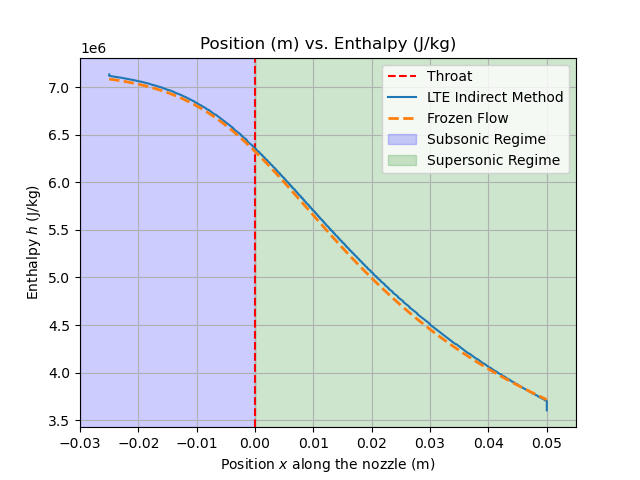 Position (m) vs. Enthalpy (J/kg)
1e6
Throat
LTE Indirect Method
Frozen Flow
Subsonic Regime
Supersonic Regime
7.0
6.5
6.0
5.5
5.0
4.5
4.0
3.5
Enthalpy h (J/kg)
−0.03 −0.02 −0.01 0.00 0.01 0.02 0.03 0.04 0.05
Position x along the nozzle (m)